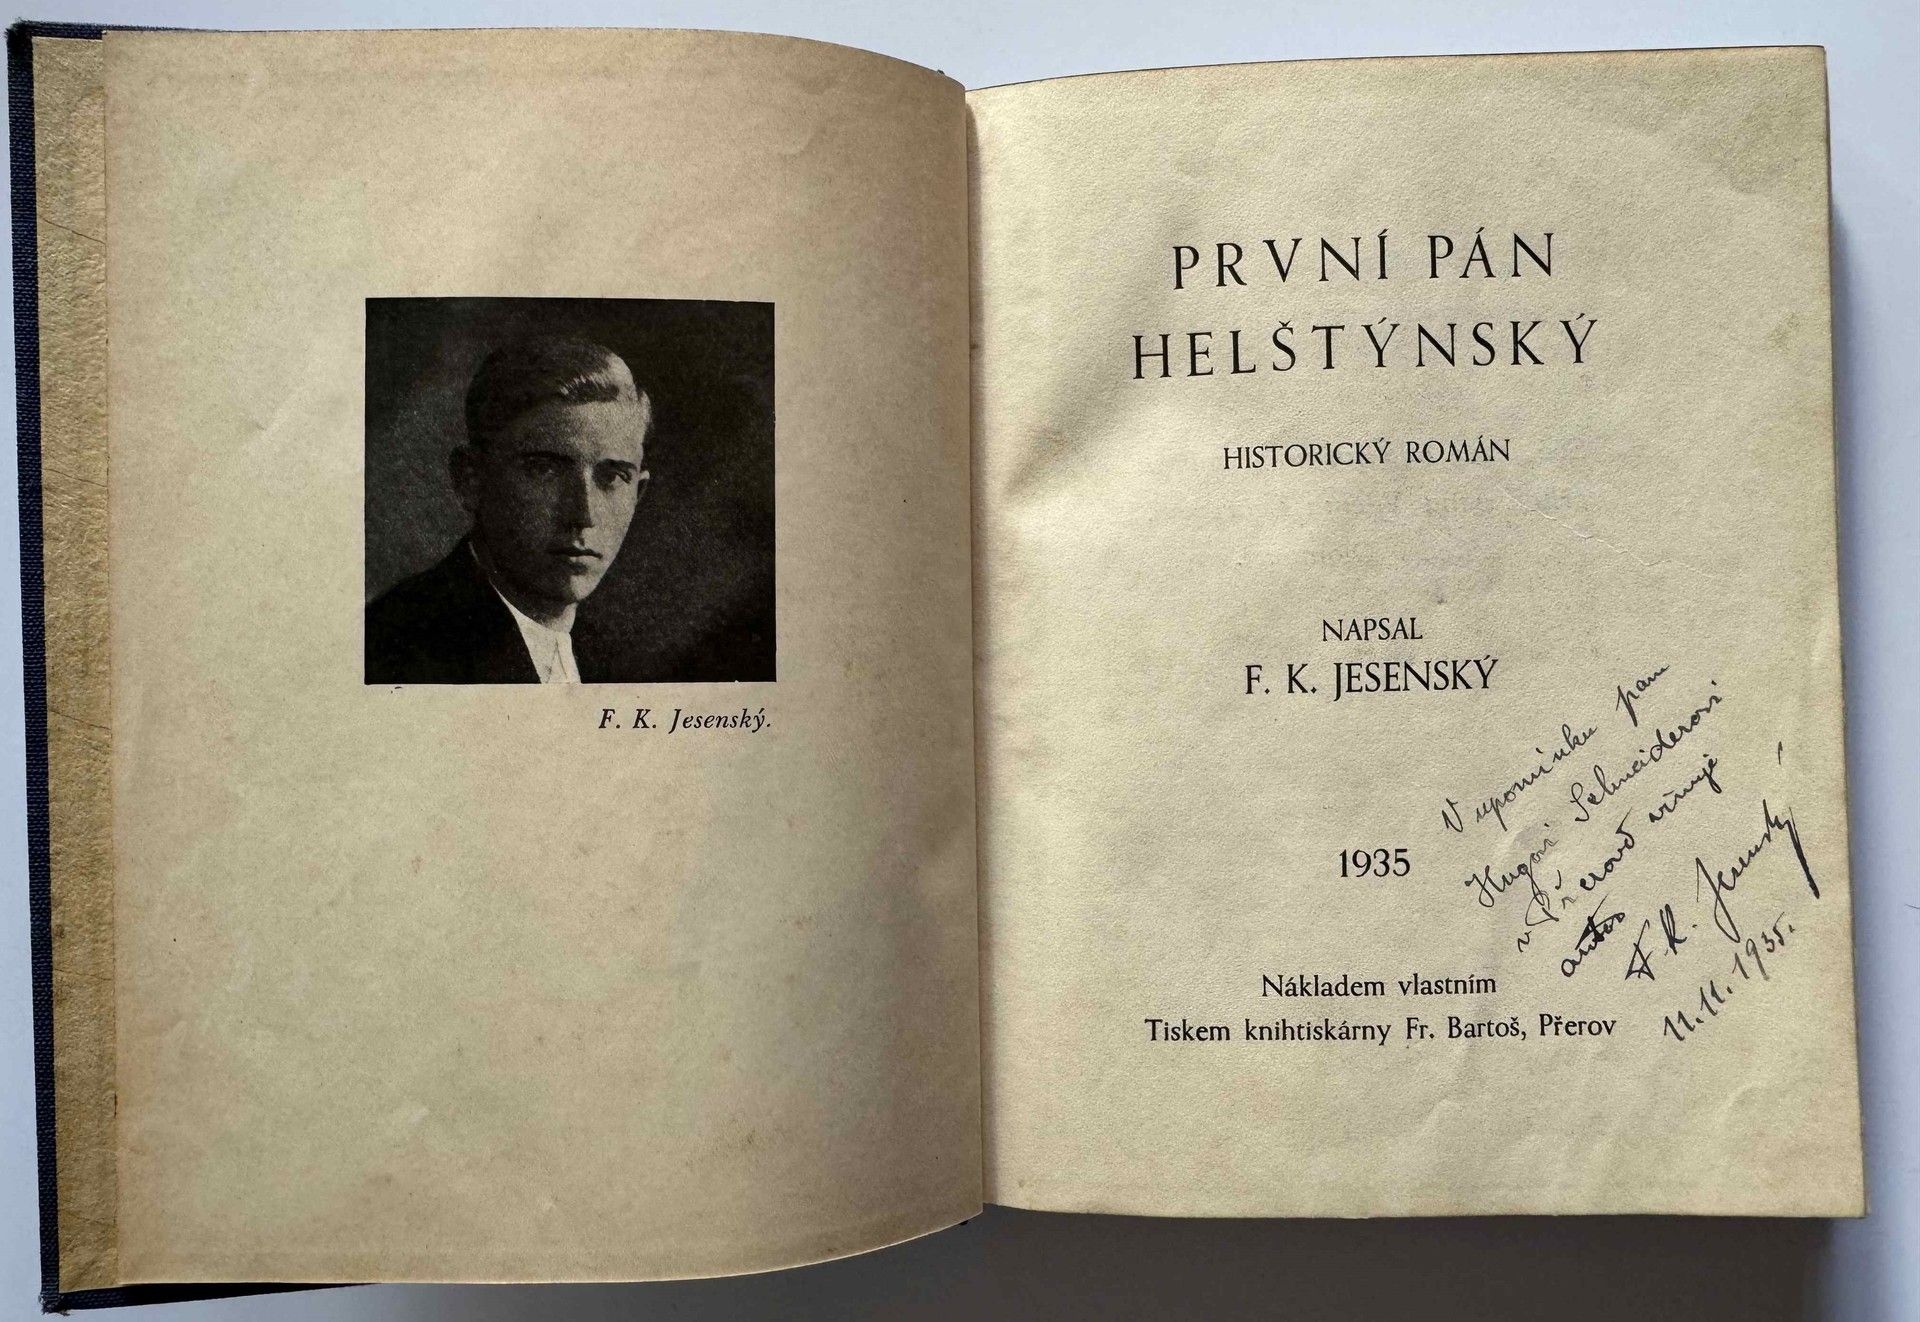 F. K. Jesenský.
PRVNÍ PÁN
HELŠTÝNSKÝ
HISTORICKÝ ROMÁN
NAPSAL
F. K. JESENSKÝ
1935
V upomínku panu
Hugovi Schneiderovi
v Přerově věnuje
autor
F. K. Jesenský
11.11.1935.
Nákladem vlastním
Tiskem knihtiskárny Fr. Bartoš, Přerov